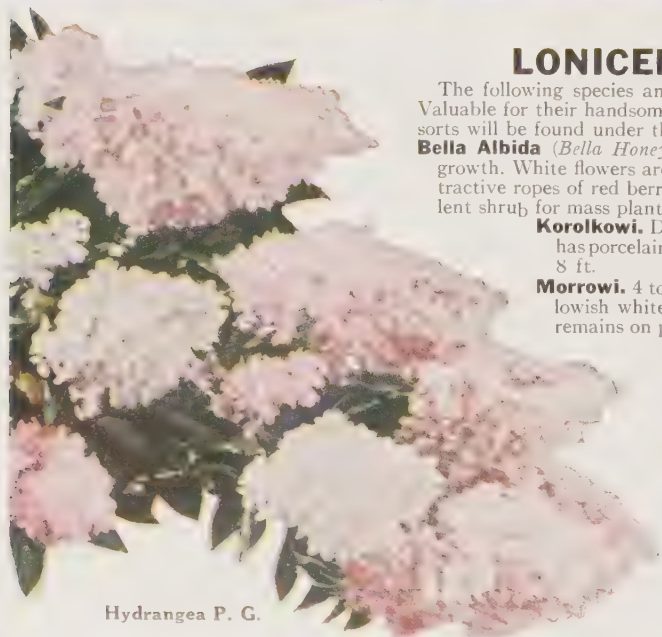 LONICE
The following species an
Valuable for their handsom
sorts will be found under th
Bella Albida (Bella Honey
growth. White flowers are
tractive ropes of red berr
lent shrub for mass plant
Korolkowi. D
has porcelain
8 ft.
Morrowi. 4 to
lowish white
remains on p
Hydrangea P. G.